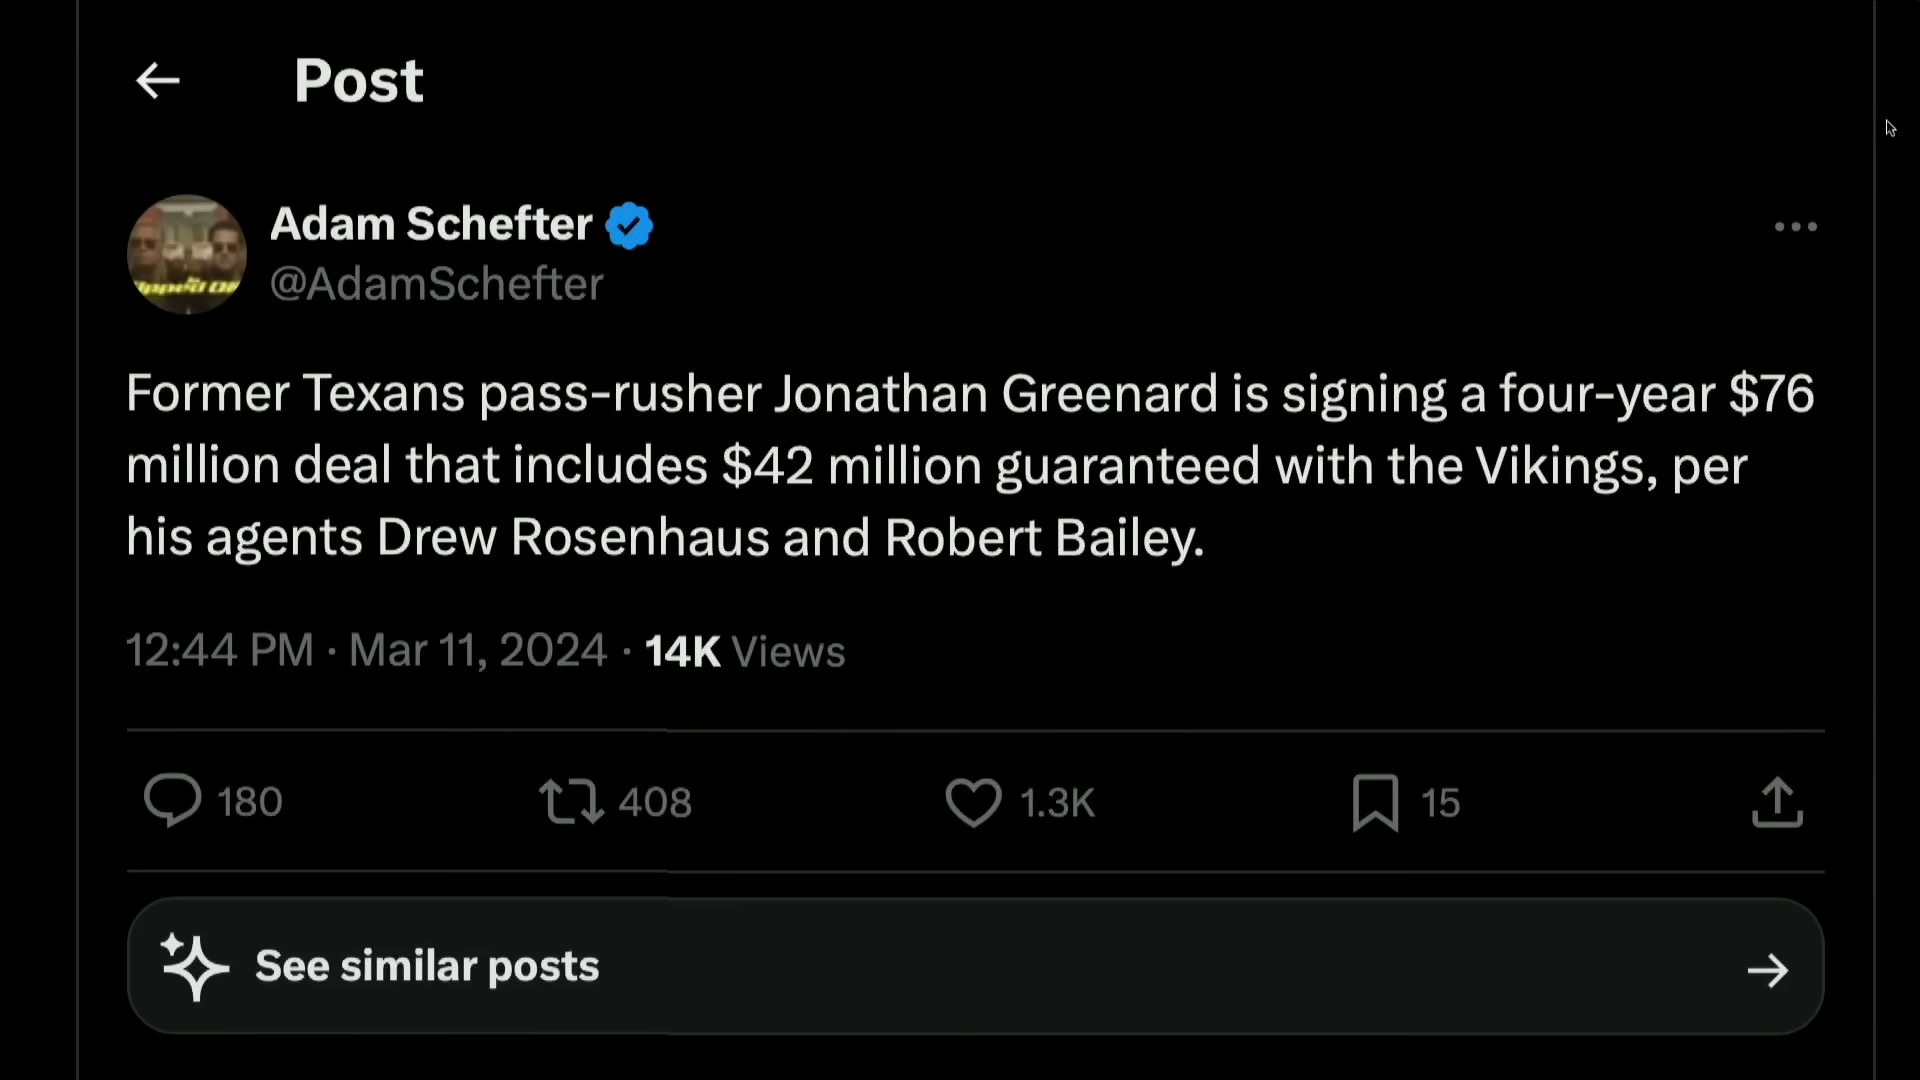 Post
Adam Schefter
@AdamSchefter
Former Texans pass-rusher Jonathan Greenard is signing a four-year $76
million deal that includes $42 million guaranteed with the Vikings, per
his agents Drew Rosenhaus and Robert Bailey.
12:44 PM · Mar 11, 2024 · 14K Views
180 408 1.3K 15
See similar posts